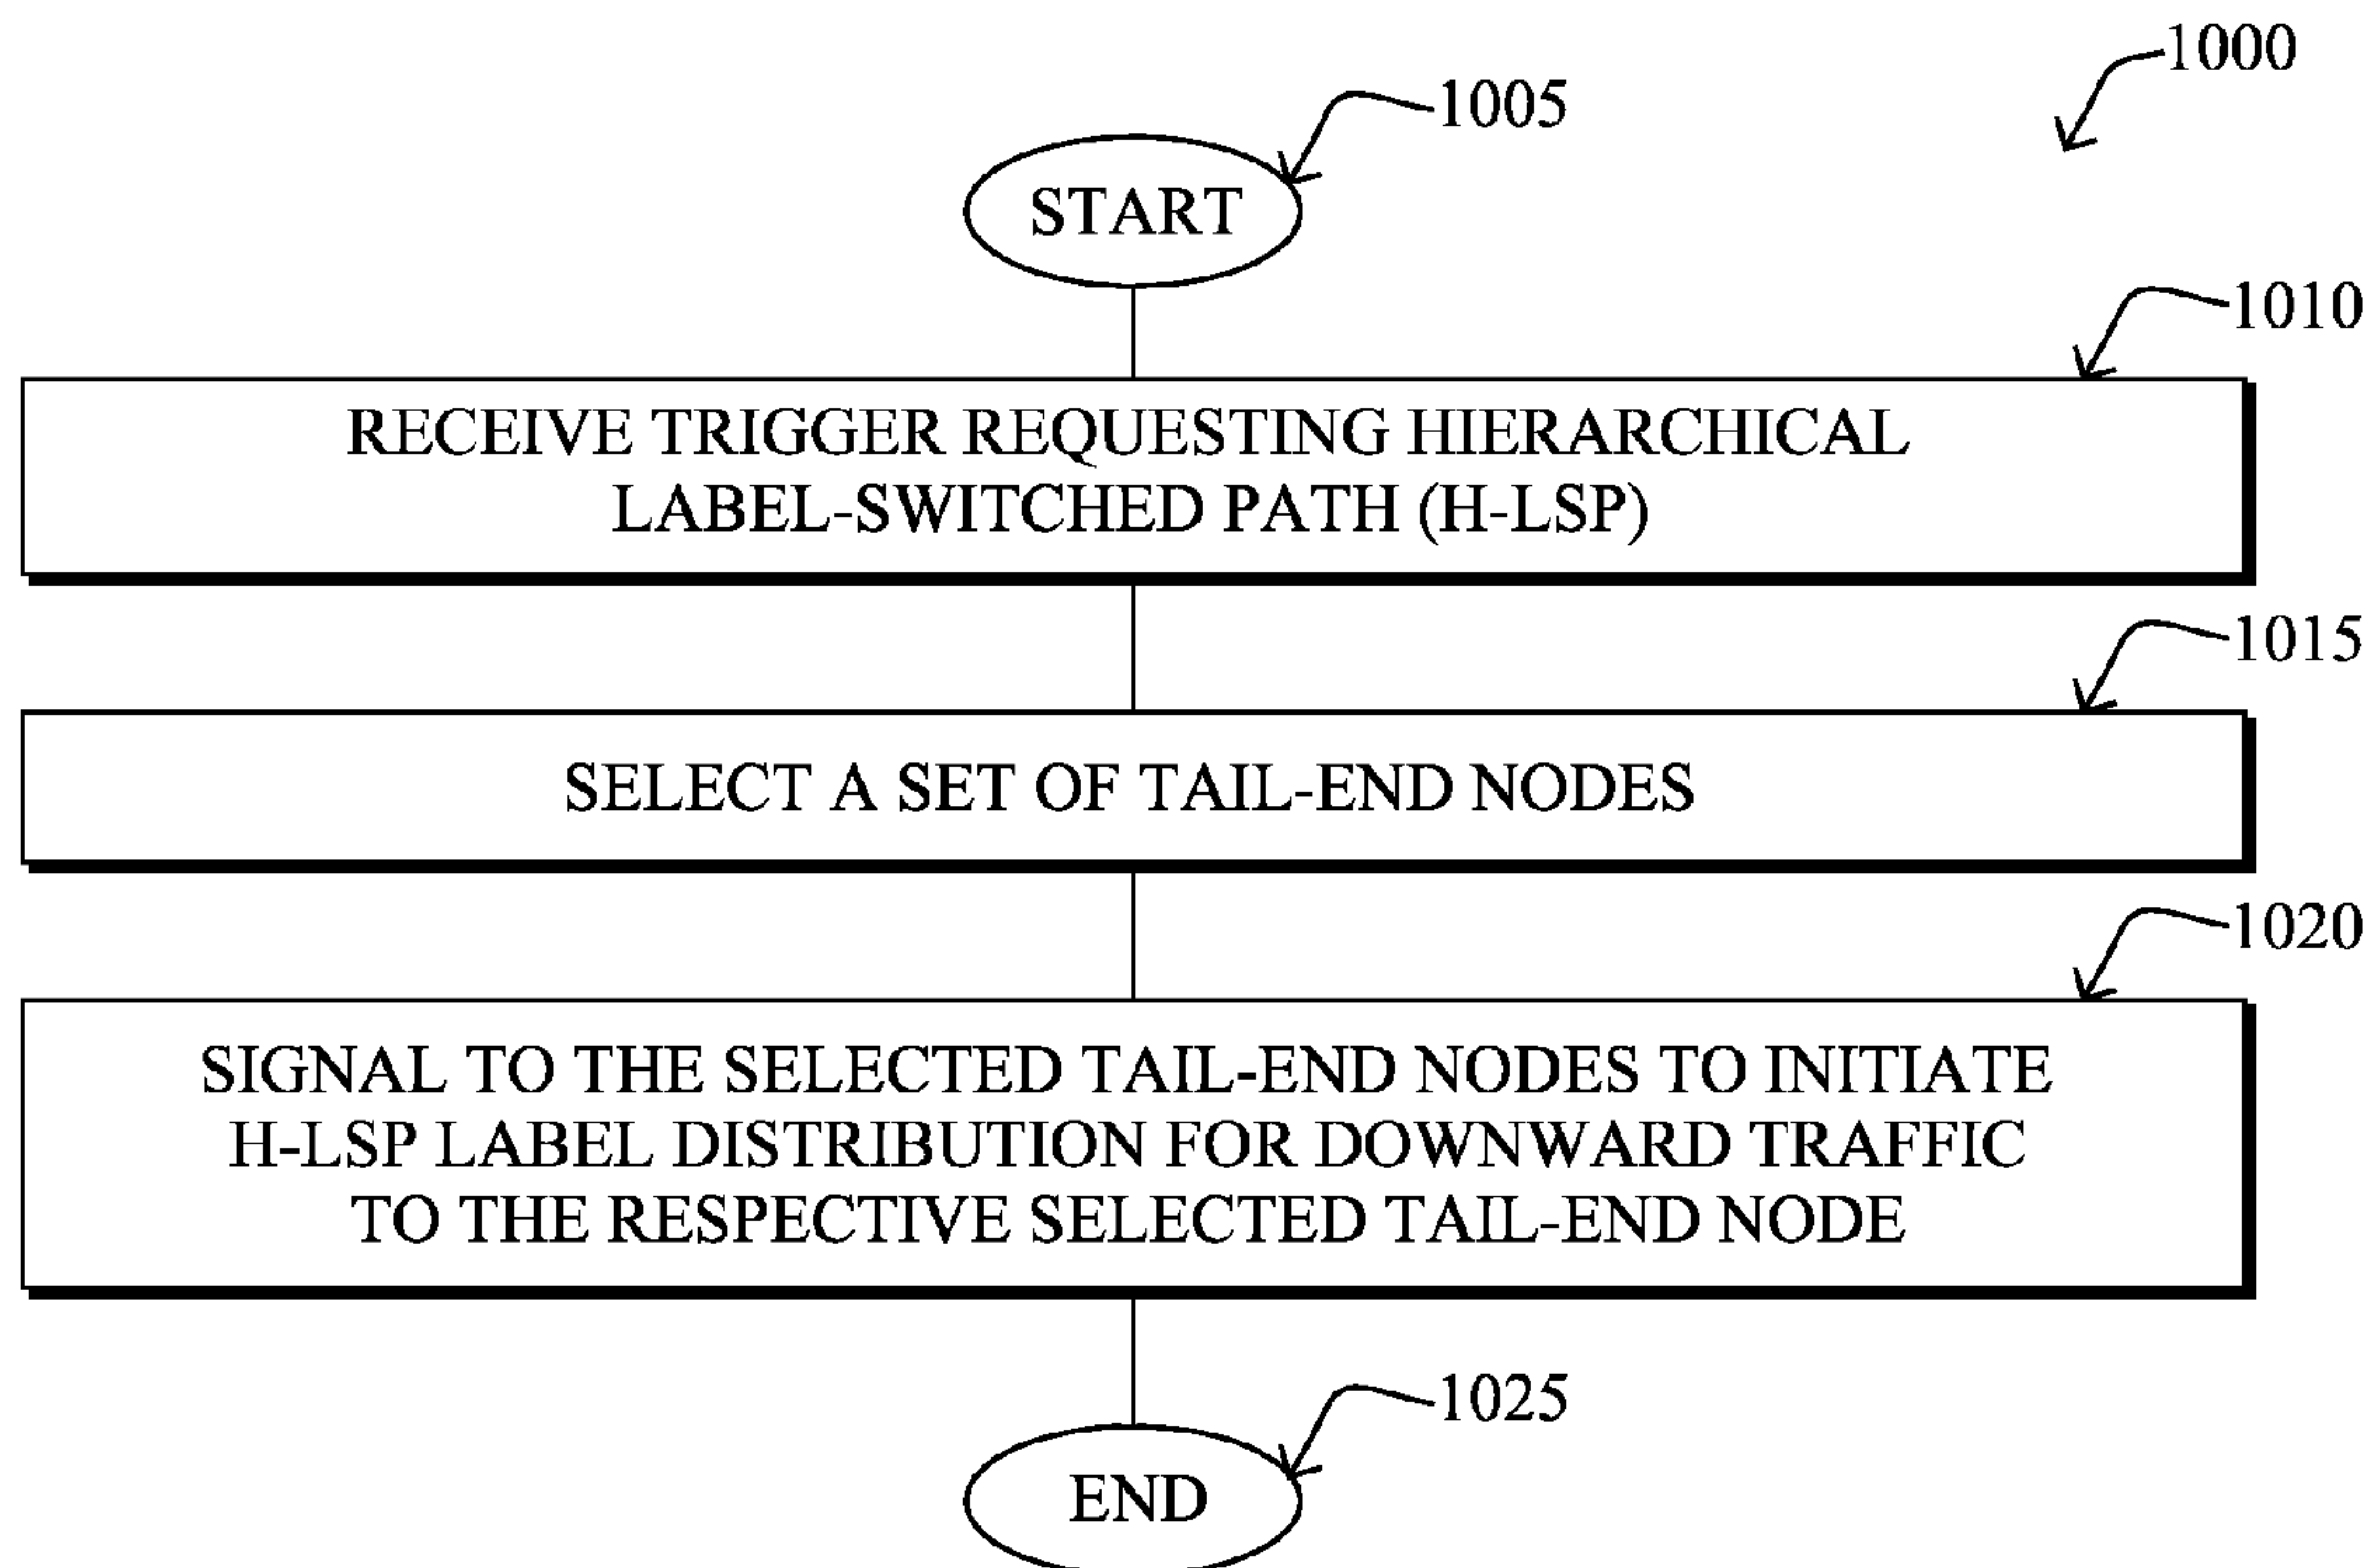 1000
1005
START
1010
RECEIVE TRIGGER REQUESTING HIERARCHICAL
LABEL-SWITCHED PATH (H-LSP)
1015
SELECT A SET OF TAIL-END NODES
1020
SIGNAL TO THE SELECTED TAIL-END NODES TO INITIATE
H-LSP LABEL DISTRIBUTION FOR DOWNWARD TRAFFIC
TO THE RESPECTIVE SELECTED TAIL-END NODE
1025
END